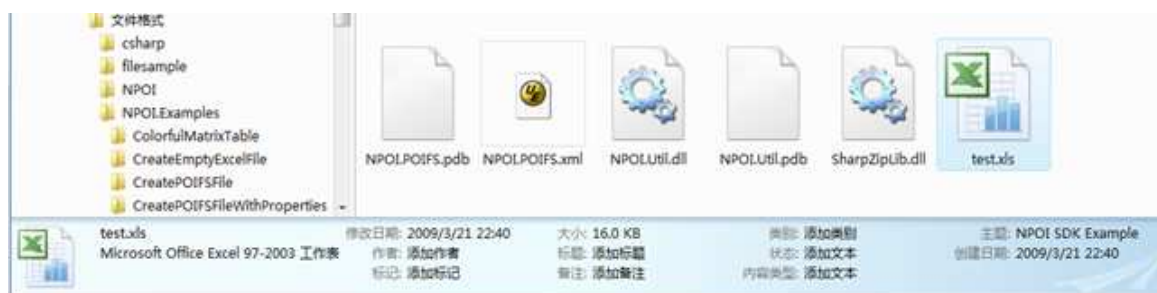 文件格式
csharp
filesample
NPOI
NPOI.Examples
ColorfulMatrixTable
CreateEmptyExcelFile
CreatePOIFSFile
CreatePOIFSFileWithProperties
NPOI.POIFS.pdb NPOI.POIFS.xml NPOI.Util.dll NPOI.Util.pdb SharpZipLib.dll test.xls
test.xls 修改日期: 2009/3/21 22:40 大小: 16.0 KB 类别: 添加类别 主题: NPOI SDK Example
Microsoft Office Excel 97-2003 工作表 作者: 添加作者 标题: 添加标题 状态: 添加文本 创建日期: 2009/3/21 22:40
标记: 添加标记 备注: 添加备注 内容类型: 添加文本